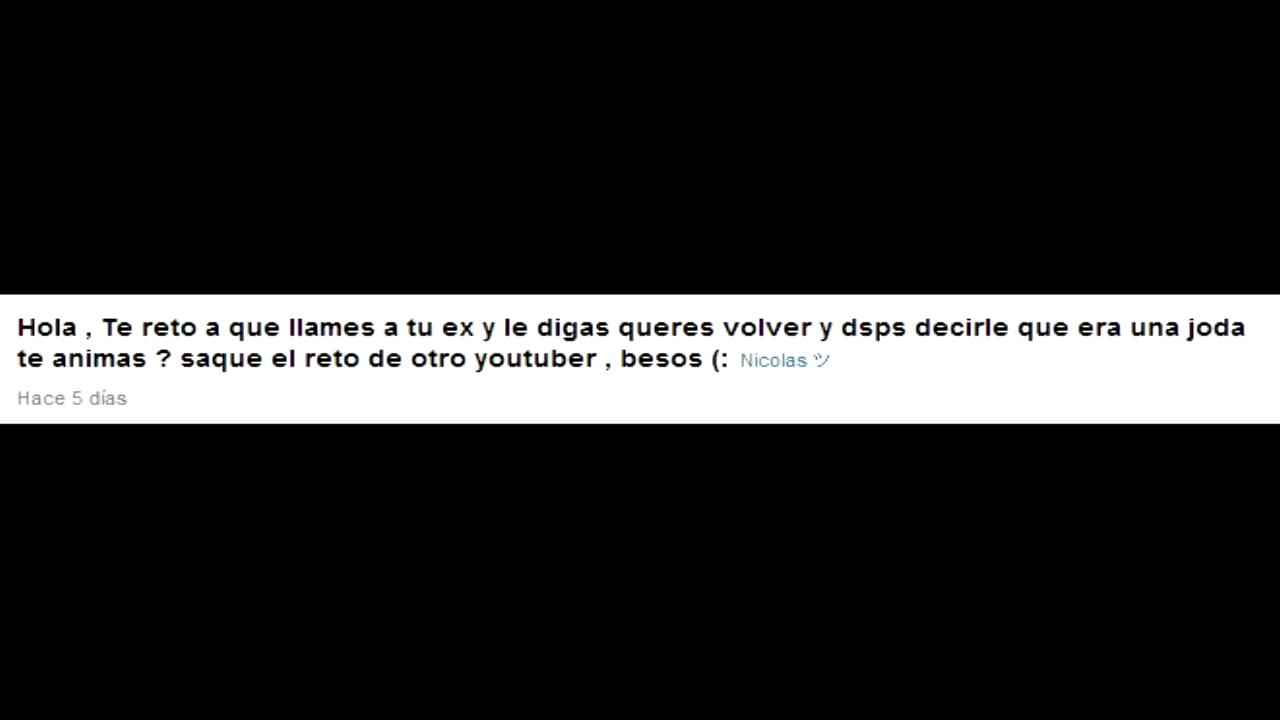 Hola , Te reto a que llames a tu ex y le digas queres volver y dsps decirle que era una joda
te animas ? saque el reto de otro youtuber , besos (: Nicolas ツ
Hace 5 días